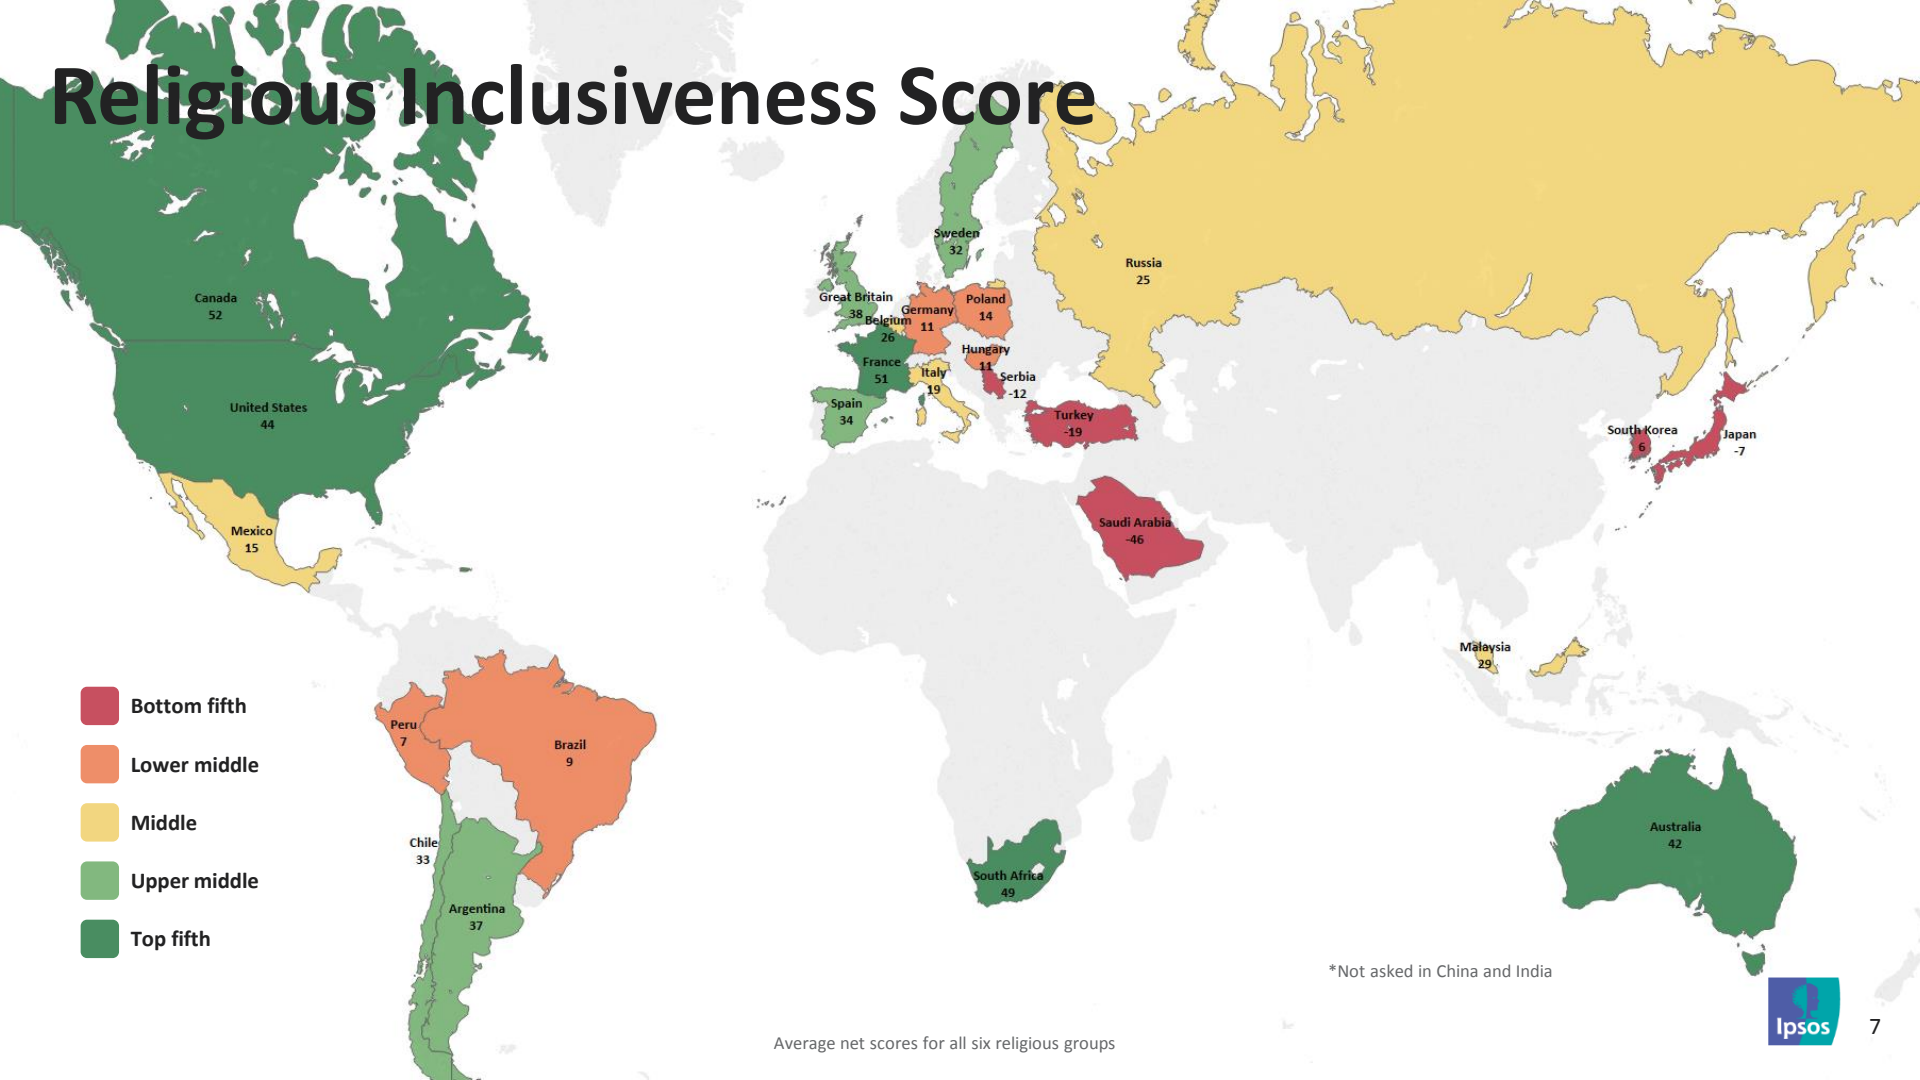 Religious Inclusiveness Score
Canada
52
United States
44
Mexico
15
Peru
7
Brazil
9
Chile
33
Argentina
37
Sweden
32
Great Britain
38
Belgium
26
Germany
11
Poland
14
France
51
Hungary
11
Italy
19
Serbia
-12
Spain
34
Turkey
-19
Russia
25
Saudi Arabia
-46
South Korea
6
Japan
-7
Malaysia
29
South Africa
49
Australia
42
Bottom fifth
Lower middle
Middle
Upper middle
Top fifth
*Not asked in China and India
Average net scores for all six religious groups
Ipsos
7